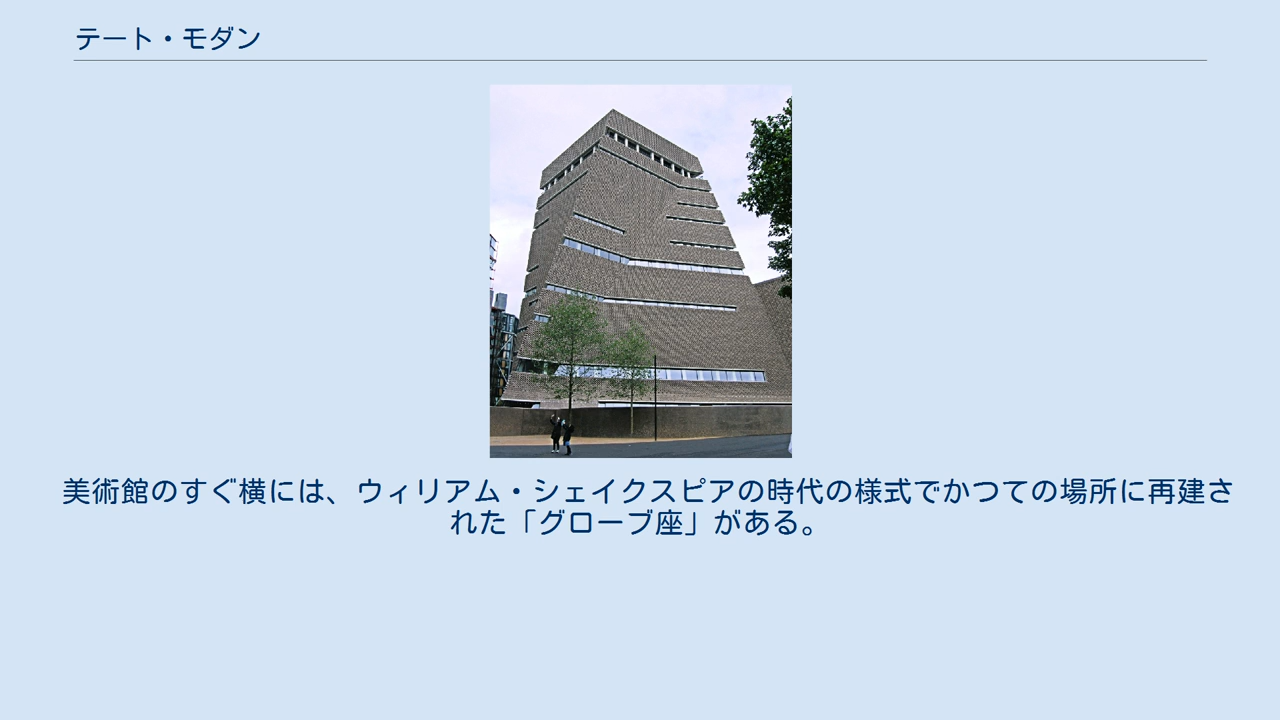 テート・モダン
美術館のすぐ横には、ウィリアム・シェイクスピアの時代の様式でかつての場所に再建さ
れた「グローブ座」がある。